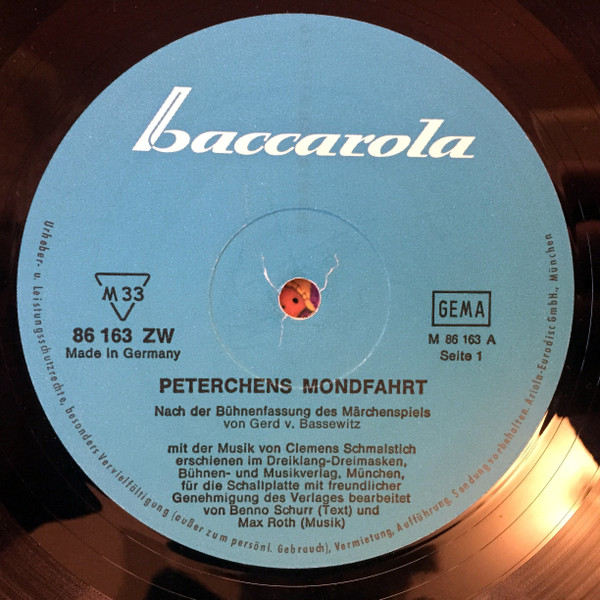 baccarola
M 33
86 163 ZW
Made in Germany
GEMA
M 86 163 A
Seite 1
PETERCHENS MONDFAHRT
Nach der Bühnenfassung des Märchenspiels
von Gerd v. Bassewitz
mit der Musik von Clemens Schmalstich
erschienen im Dreiklang-Dreimasken,
Bühnen- und Musikverlag, München,
für die Schallplatte mit freundlicher
Genehmigung des Verlages bearbeitet
von Benno Schurr (Text) und
Max Roth (Musik)
Urheber- u. Leistungsschutzrechte, besonders Vervielfältigung (außer zum persönl. Gebrauch), Vermietung, Aufführung, Sendung vorbehalten. Ariola-Eurodisc GmbH., München